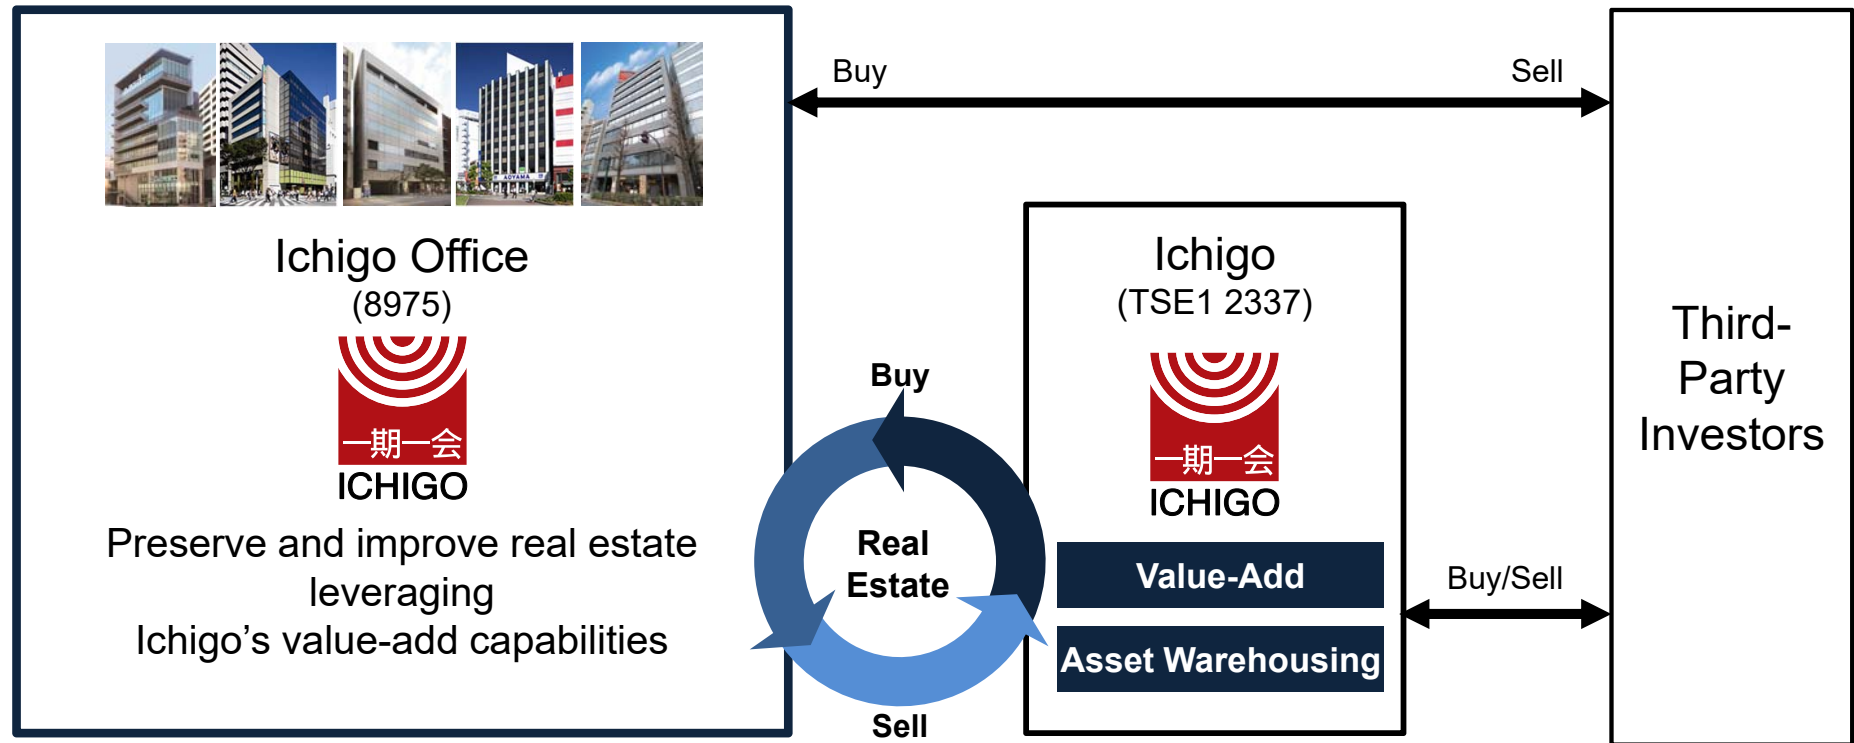 Buy
Sell
AOYAMA
Ichigo Office
(8975)
一期一会
ICHIGO
Preserve and improve real estate
leveraging
Ichigo’s value-add capabilities
Buy
Real
Estate
Sell
Ichigo
(TSE1 2337)
一期一会
ICHIGO
Value-Add
Asset Warehousing
Buy/Sell
Third-
Party
Investors